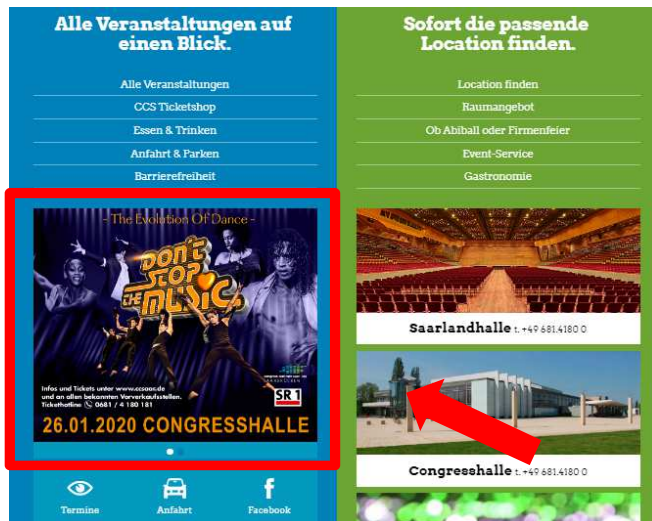 Alle Veranstaltungen auf
einen Blick.
Alle Veranstaltungen
CCS Ticketshop
Essen & Trinken
Anfahrt & Parken
Barrierefreiheit
- The Evolution Of Dance -
DON'T
STOP
THE MUSIC
Infos und Tickets unter www.ccsaar.de
und an allen bekannten Vorverkaufsstellen.
Tickethotline 0681 / 4 180 181
SR 1
26.01.2020 CONGRESSHALLE
Termine
Anfahrt
Facebook
Sofort die passende
Location finden.
Location finden
Raumangebot
Ob Abiball oder Firmenfeier
Event-Service
Gastronomie
Saarlandhalle t. +49 681.4180 0
Congresshalle t. +49 681.4180 0